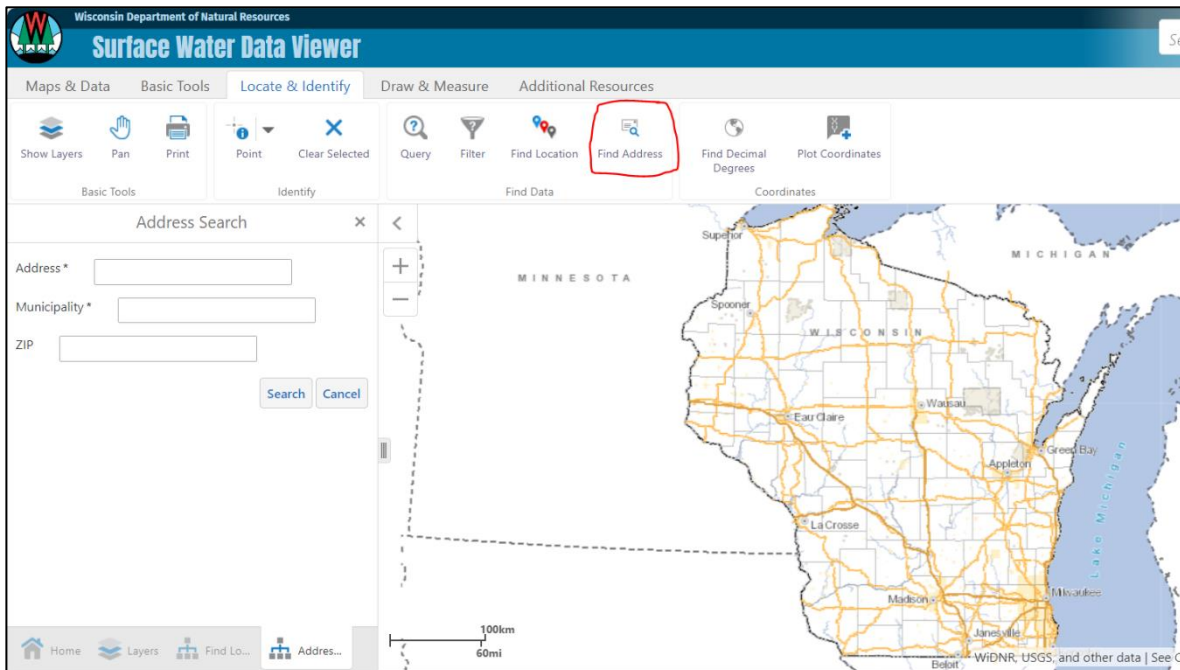 Wisconsin Department of Natural Resources
Surface Water Data Viewer
Maps & Data Basic Tools Locate & Identify Draw & Measure Additional Resources
Show Layers Pan Print Point Clear Selected Query Filter Find Location Find Address Find Decimal Degrees Plot Coordinates
Basic Tools Identify Find Data Coordinates
Address Search
Address *
Municipality *
ZIP
Search Cancel
Home Layers Find Lo... Addres...
Superior
MICHIGAN
MINNESOTA
Spooner
WISCONSIN
Wausau
Eau Claire
Green Bay
Appleton
Lake Michigan
La Crosse
Madison
Milwaukee
Janesville
Beloit
100km
60mi
WiDNR, USGS, and other data | See